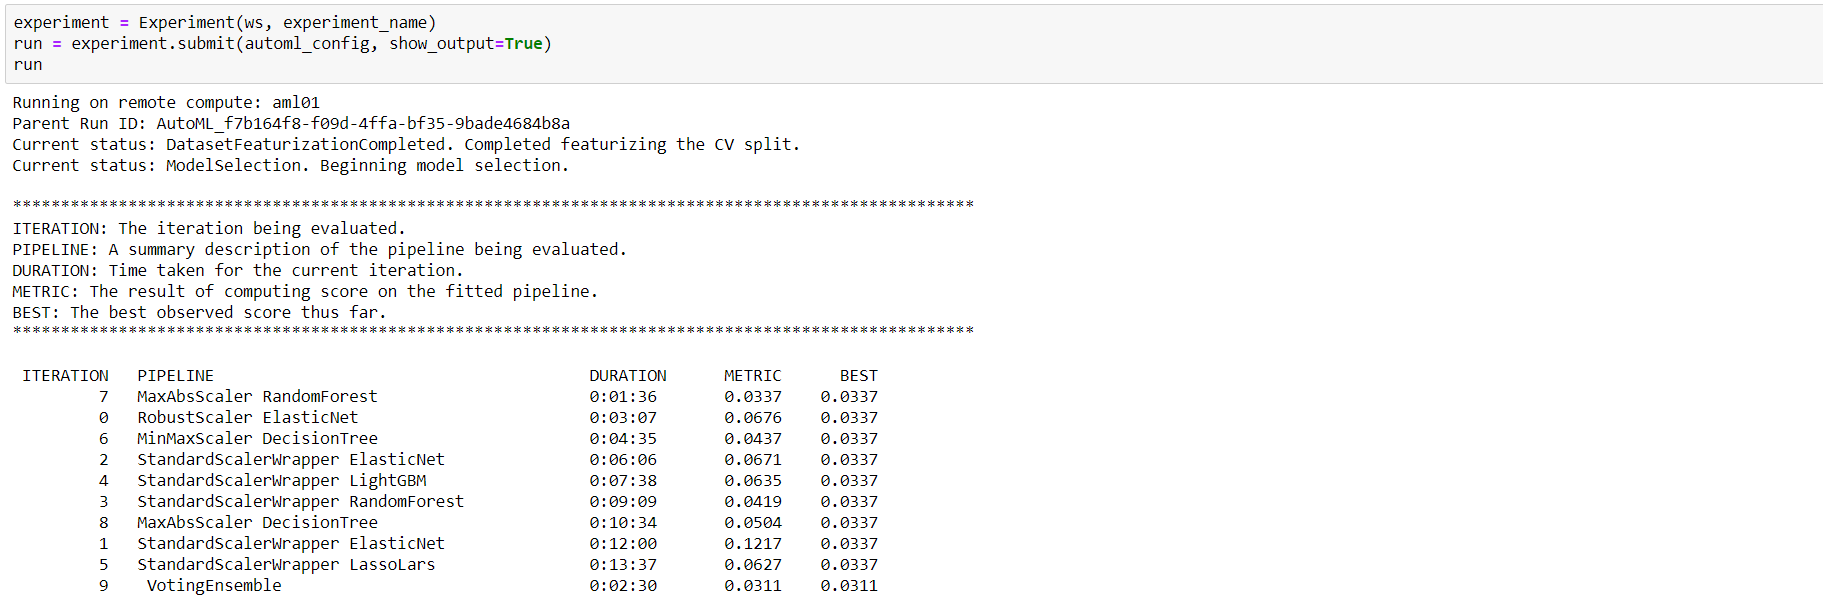 experiment = Experiment(ws, experiment_name)
run = experiment.submit(automl_config, show_output=True)
run
Running on remote compute: aml01
Parent Run ID: AutoML_f7b164f8-f09d-4ffa-bf35-9bade4684b8a
Current status: DatasetFeaturizationCompleted. Completed featurizing the CV split.
Current status: ModelSelection. Beginning model selection.
****************************************************************************************************
ITERATION: The iteration being evaluated.
PIPELINE: A summary description of the pipeline being evaluated.
DURATION: Time taken for the current iteration.
METRIC: The result of computing score on the fitted pipeline.
BEST: The best observed score thus far.
****************************************************************************************************
ITERATION PIPELINE DURATION METRIC BEST
7 MaxAbsScaler RandomForest 0:01:36 0.0337 0.0337
0 RobustScaler ElasticNet 0:03:07 0.0676 0.0337
6 MinMaxScaler DecisionTree 0:04:35 0.0437 0.0337
2 StandardScalerWrapper ElasticNet 0:06:06 0.0671 0.0337
4 StandardScalerWrapper LightGBM 0:07:38 0.0635 0.0337
3 StandardScalerWrapper RandomForest 0:09:09 0.0419 0.0337
8 MaxAbsScaler DecisionTree 0:10:34 0.0504 0.0337
1 StandardScalerWrapper ElasticNet 0:12:00 0.1217 0.0337
5 StandardScalerWrapper LassoLars 0:13:37 0.0627 0.0337
9 VotingEnsemble 0:02:30 0.0311 0.0311